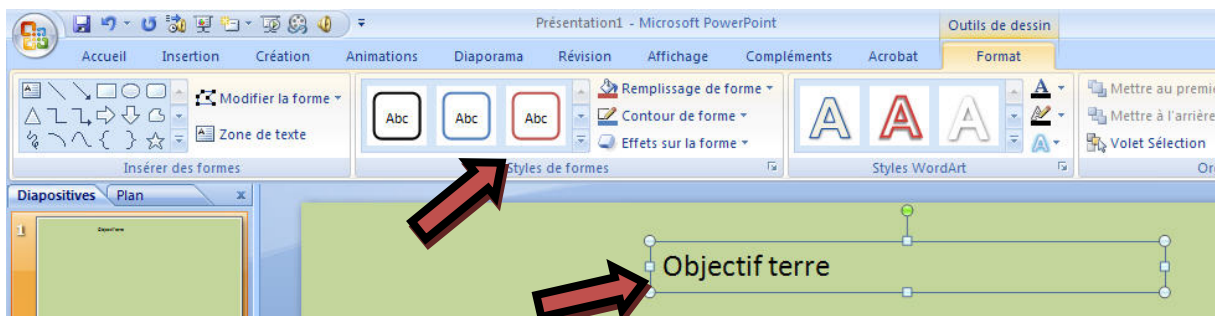 Présentation1 - Microsoft PowerPoint
Outils de dessin
Accueil Insertion Création Animations Diaporama Révision Affichage Compléments Acrobat Format
Modifier la forme
Zone de texte
Insérer des formes
Abc Abc Abc
Remplissage de forme
Contour de forme
Effets sur la forme
Styles de formes
A A A A
A
Styles WordArt
Mettre au premi
Mettre à l'arrière
Volet Sélection
Or
Diapositives Plan x
1
Objectif terre
Objectif terre